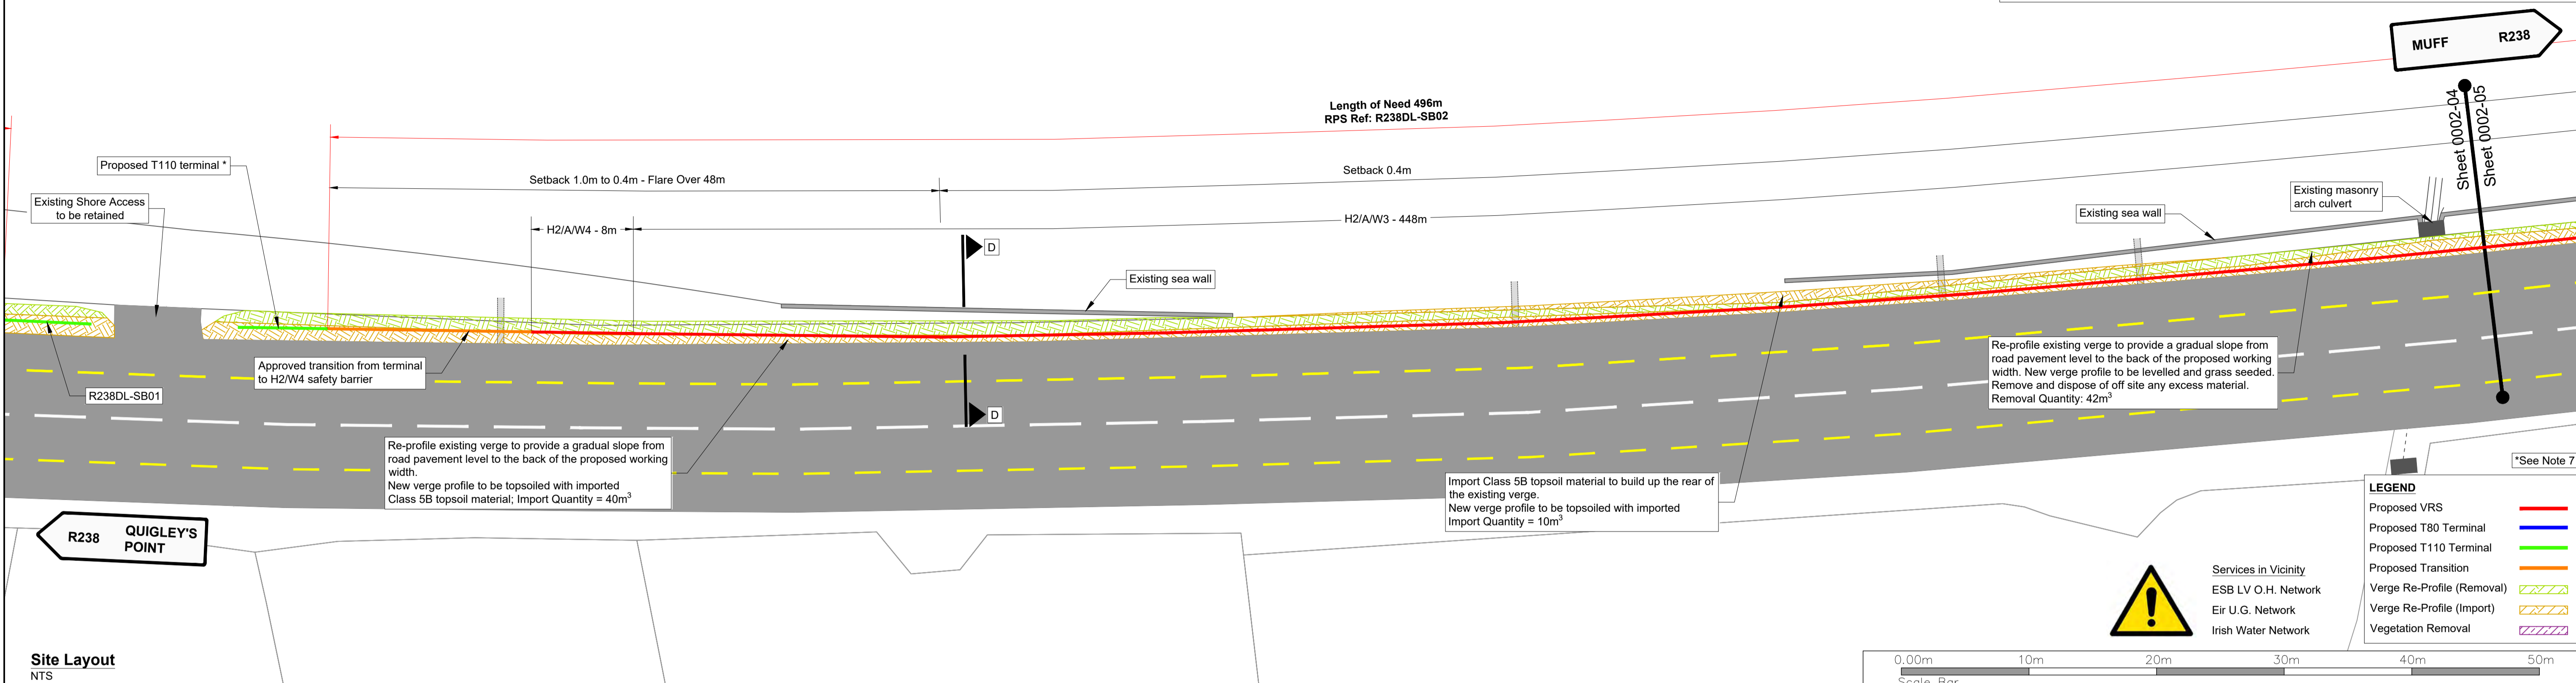 MUFF R238
Sheet 0002-04
Sheet 0002-05
Length of Need 496m
RPS Ref: R238DL-SB02
Proposed T110 terminal *
Setback 1.0m to 0.4m - Flare Over 48m
Setback 0.4m
Existing Shore Access
to be retained
H2/A/W4 - 8m
H2/A/W3 - 448m
Existing masonry
arch culvert
Existing sea wall
D
Existing sea wall
Approved transition from terminal
to H2/W4 safety barrier
R238DL-SB01
D
Re-profile existing verge to provide a gradual slope from
road pavement level to the back of the proposed working
width. New verge profile to be levelled and grass seeded.
Remove and dispose of off site any excess material.
Removal Quantity: 42m³
Re-profile existing verge to provide a gradual slope from
road pavement level to the back of the proposed working
width.
New verge profile to be topsoiled with imported
Class 5B topsoil material; Import Quantity = 40m³
Import Class 5B topsoil material to build up the rear of
the existing verge.
New verge profile to be topsoiled with imported
Import Quantity = 10m³
*See Note 7
R238 QUIGLEY'S
POINT
LEGEND
Proposed VRS
Proposed T80 Terminal
Proposed T110 Terminal
Proposed Transition
Verge Re-Profile (Removal)
Verge Re-Profile (Import)
Vegetation Removal
Services in Vicinity
ESB LV O.H. Network
Eir U.G. Network
Irish Water Network
Site Layout
NTS
0.00m 10m 20m 30m 40m 50m
Scale Bar